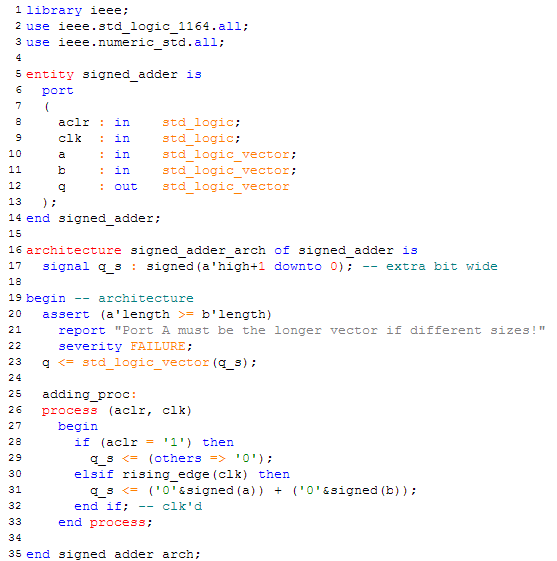 1 library ieee;
2 use ieee.std_logic_1164.all;
3 use ieee.numeric_std.all;
4
5 entity signed_adder is
6   port
7   (
8     aclr : in    std_logic;
9     clk  : in    std_logic;
10     a    : in    std_logic_vector;
11     b    : in    std_logic_vector;
12     q    : out   std_logic_vector
13   );
14 end signed_adder;
15
16 architecture signed_adder_arch of signed_adder is
17   signal q_s : signed(a'high+1 downto 0); -- extra bit wide
18
19 begin -- architecture
20   assert (a'length >= b'length)
21     report "Port A must be the longer vector if different sizes!"
22     severity FAILURE;
23   q <= std_logic_vector(q_s);
24
25   adding_proc:
26   process (aclr, clk)
27     begin
28       if (aclr = '1') then
29         q_s <= (others => '0');
30       elsif rising_edge(clk) then
31         q_s <= ('0'&signed(a)) + ('0'&signed(b));
32       end if; -- clk'd
33     end process;
34
35 end signed_adder_arch;